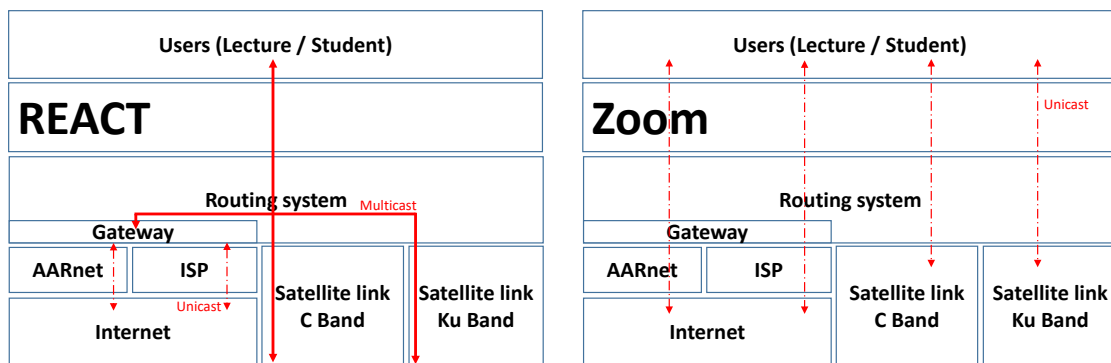 Users (Lecture / Student)
REACT
Routing system
Multicast
Gateway
AARnet
ISP
Unicast
Internet
Satellite link
C Band
Satellite link
Ku Band
Users (Lecture / Student)
Zoom
Unicast
Routing system
Gateway
AARnet
ISP
Internet
Satellite link
C Band
Satellite link
Ku Band